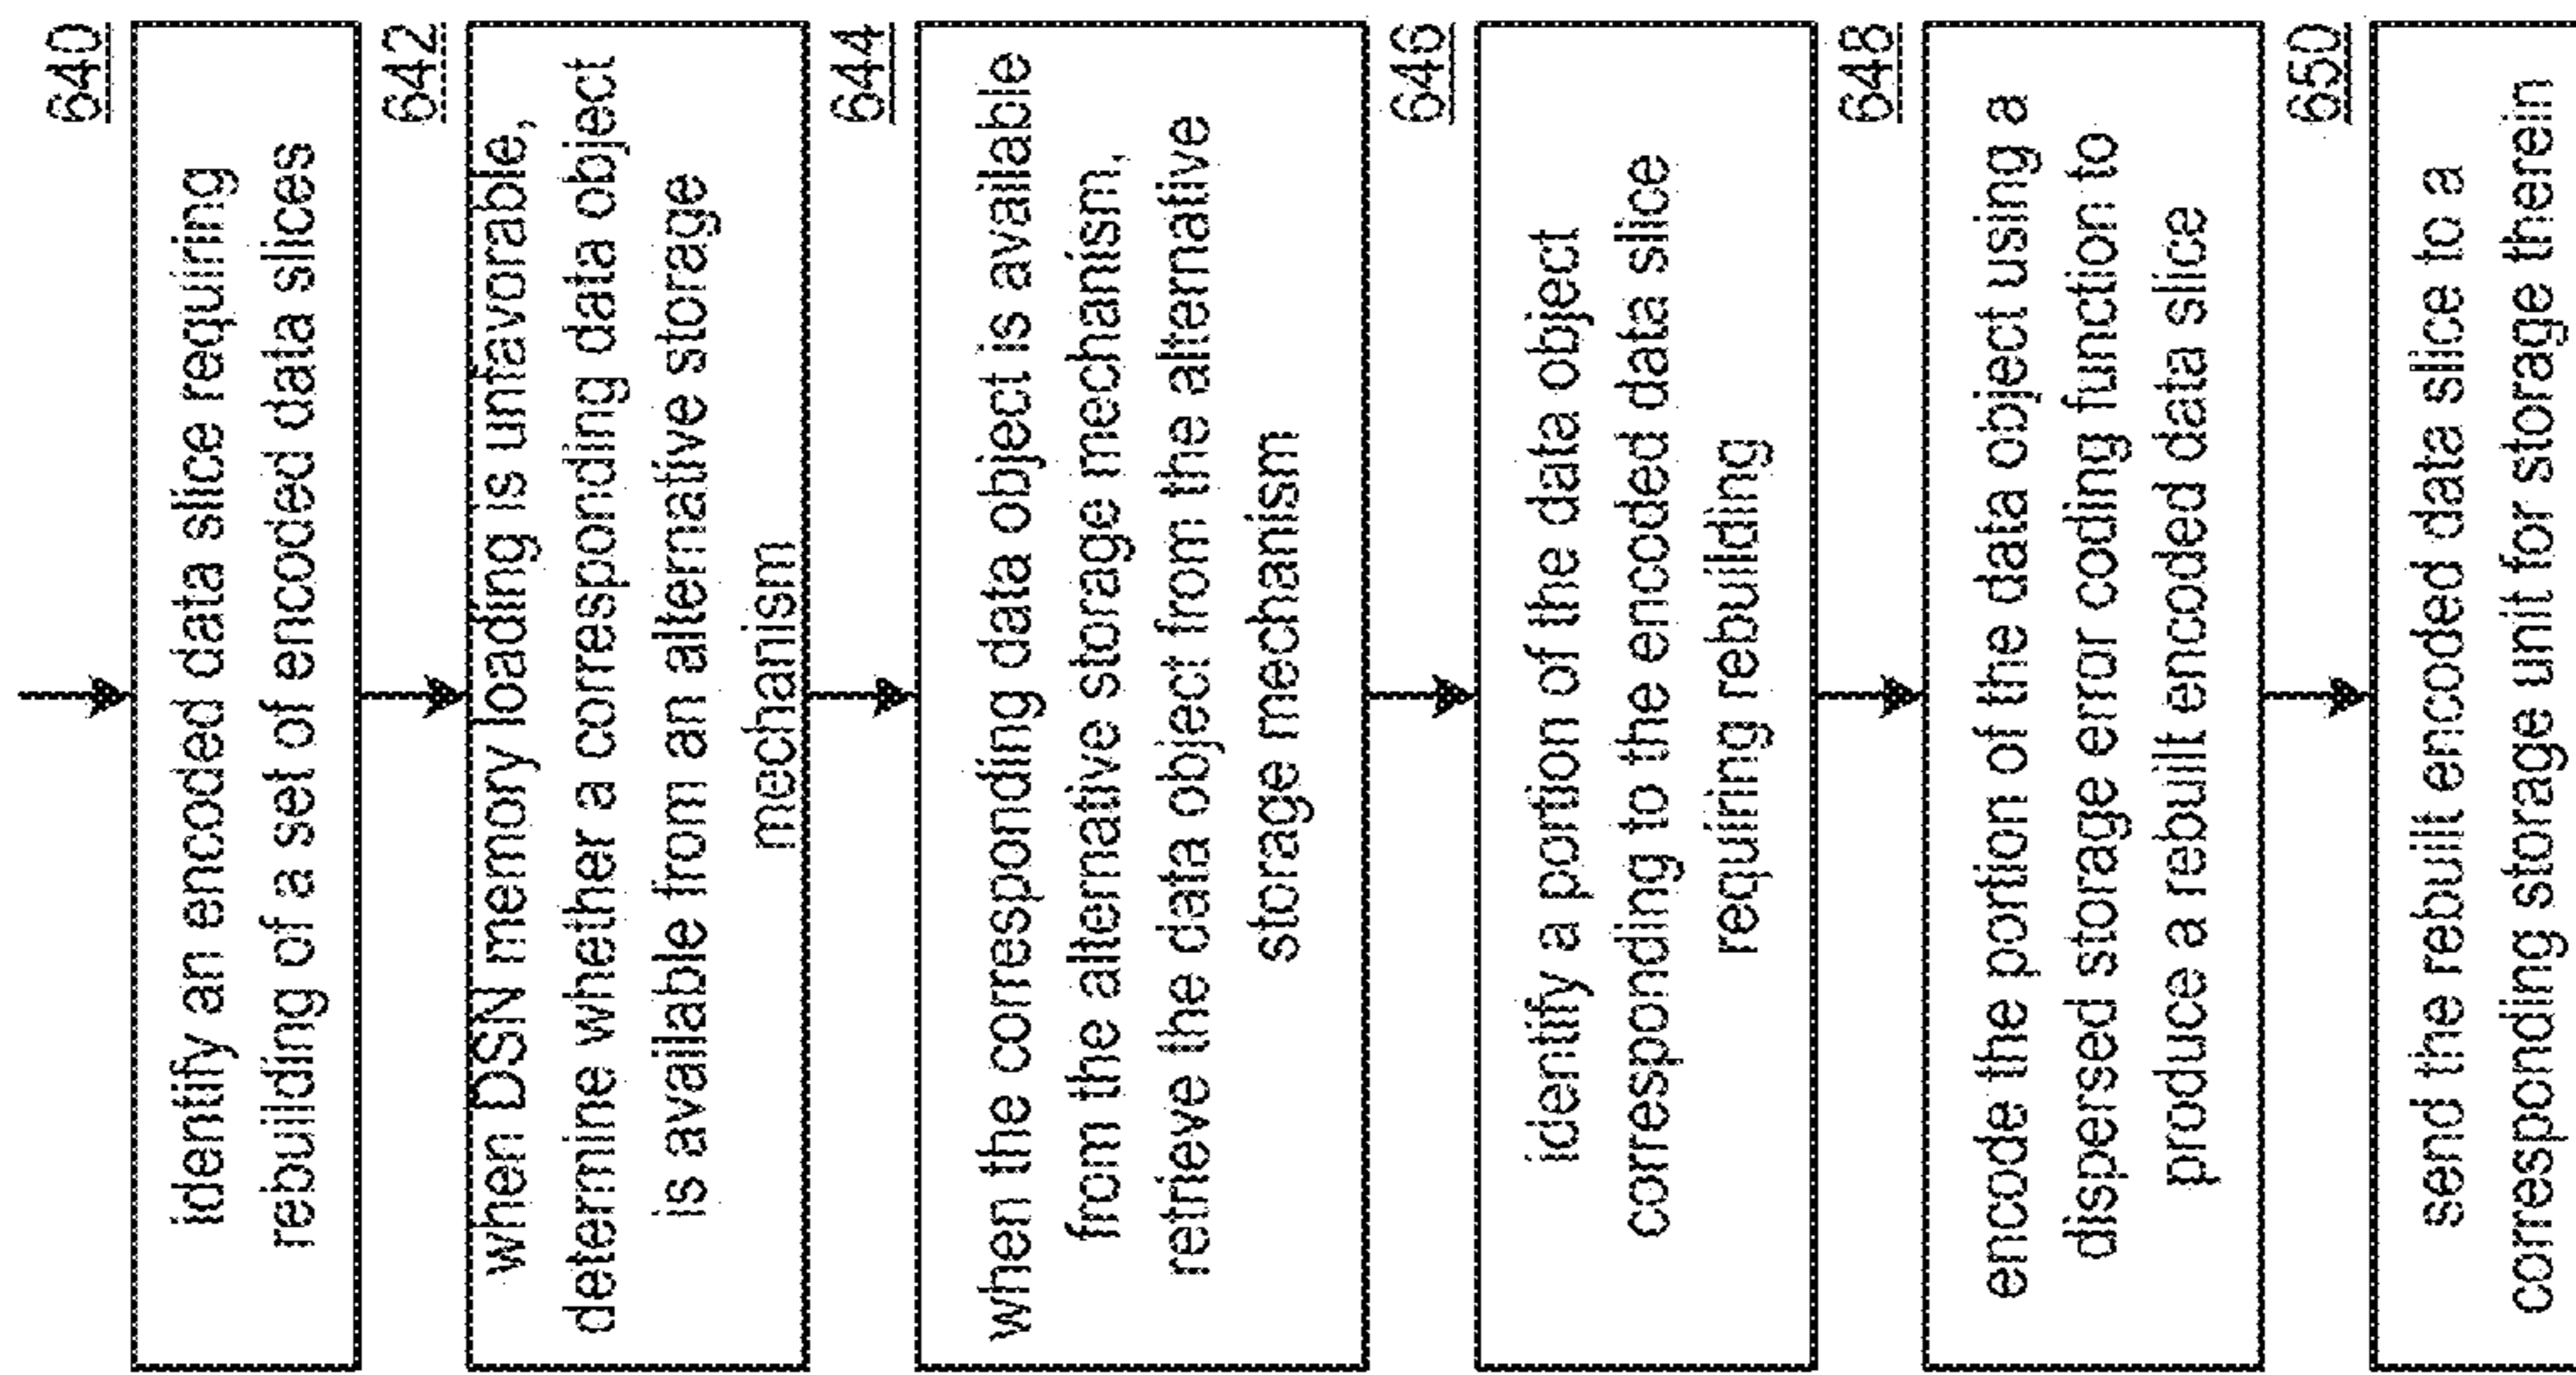 640
identify an encoded data slice requiring
rebuilding of a set of encoded data slices
642
when DSN memory loading is unfavorable,
determine whether a corresponding data object
is available from an alternative storage
mechanism
644
when the corresponding data object is available
from the alternative storage mechanism,
retrieve the data object from the alternative
storage mechanism
646
identify a portion of the data object
corresponding to the encoded data slice
requiring rebuilding
648
encode the portion of the data object using a
dispersed storage error coding function to
produce a rebuilt encoded data slice
650
send the rebuilt encoded data slice to a
corresponding storage unit for storage therein